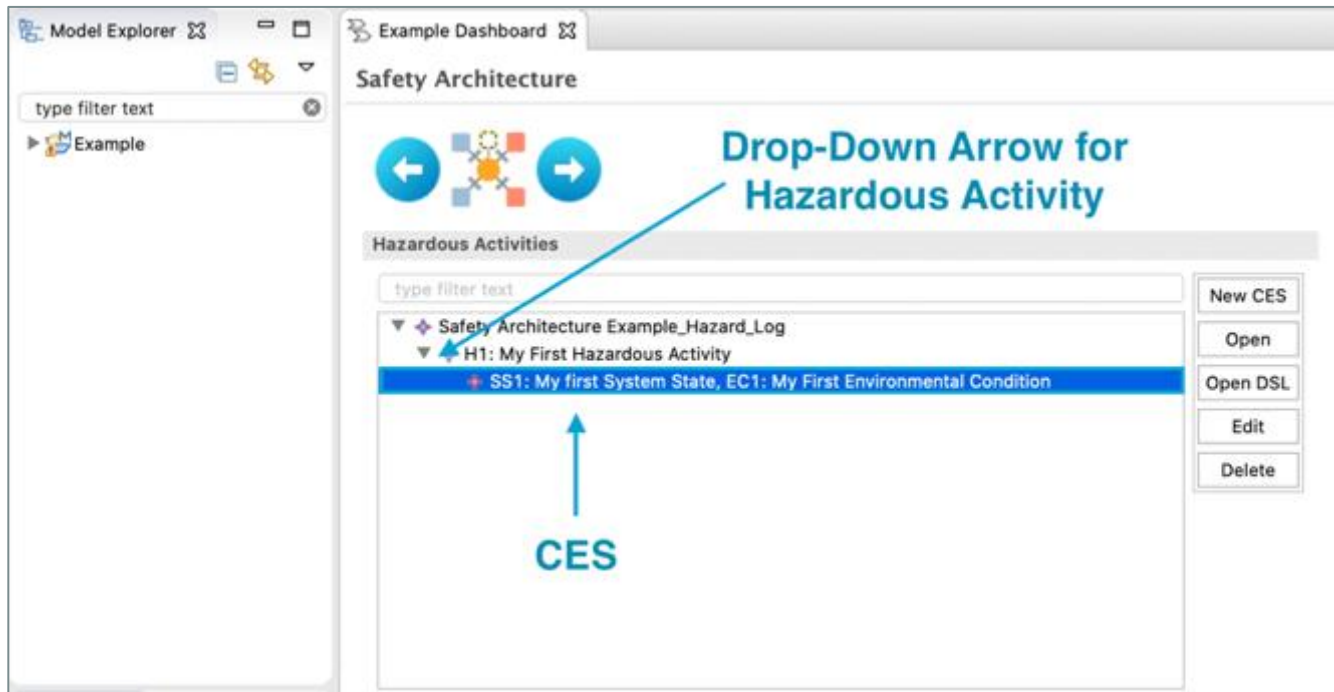 Model Explorer
Example Dashboard
Safety Architecture
type filter text
Example
Drop-Down Arrow for
Hazardous Activity
Hazardous Activities
type filter text
New CES
Safety Architecture Example_Hazard_Log
Open
H1: My First Hazardous Activity
SS1: My first System State, EC1: My First Environmental Condition
Open DSL
Edit
Delete
CES